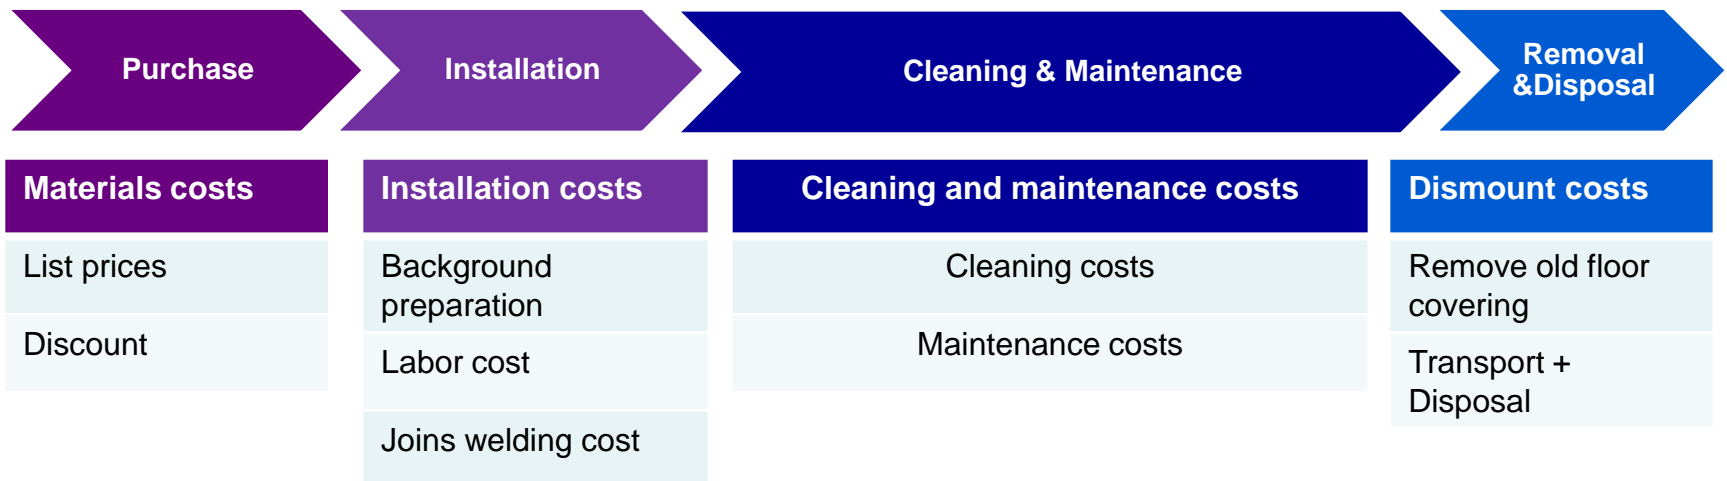 Purchase
Installation
Cleaning & Maintenance
Removal
&Disposal
Materials costs
List prices
Discount
Installation costs
Background
preparation
Labor cost
Joins welding cost
Cleaning and maintenance costs
Cleaning costs
Maintenance costs
Dismount costs
Remove old floor
covering
Transport +
Disposal